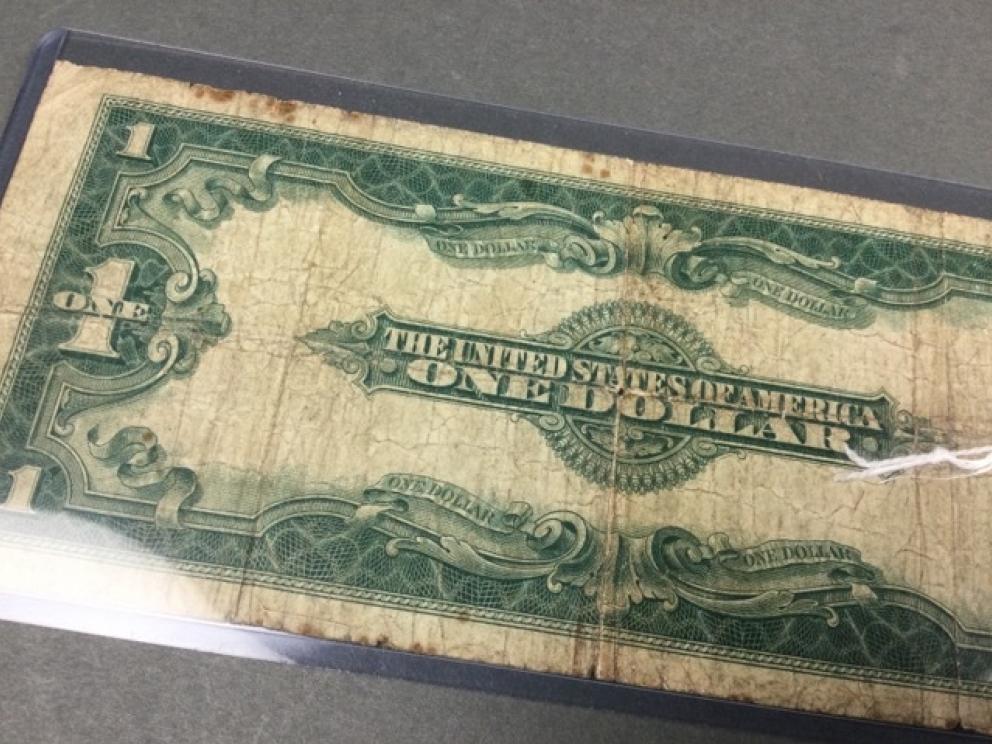 1
ONE DOLLAR
ONE DOLLAR
1
ONE
THE UNITED STATES OF AMERICA
ONE DOLLAR
1
ONE DOLLAR
ONE DOLLAR